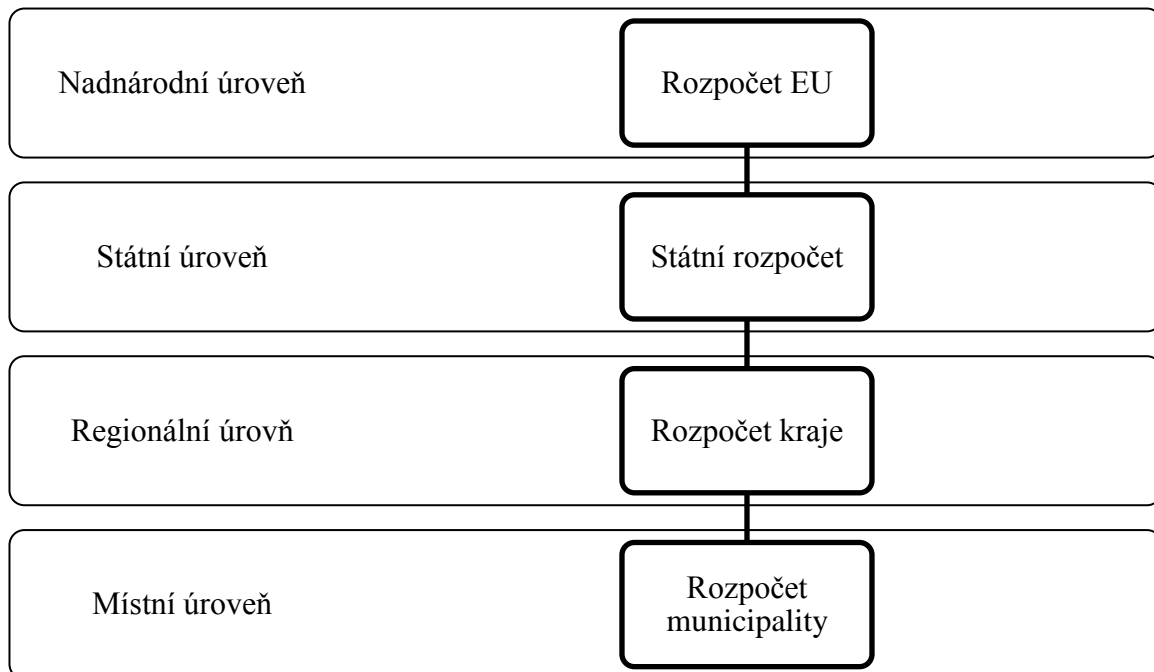 Nadnárodní úroveň
Rozpočet EU
Státní úroveň
Státní rozpočet
Regionální úrovň
Rozpočet kraje
Místní úroveň
Rozpočet
municipality